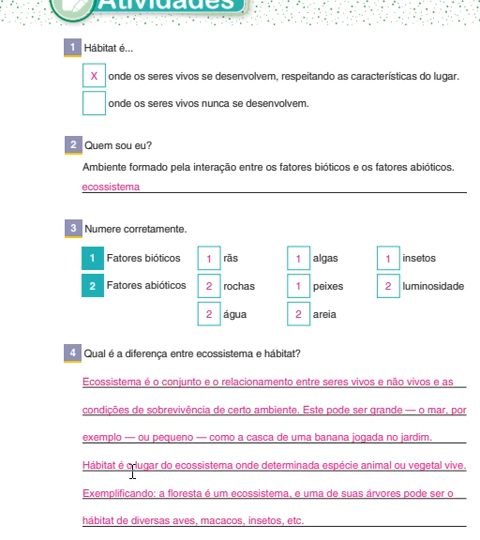 Atividades
1 Hábitat é...
X onde os seres vivos se desenvolvem, respeitando as características do lugar.
onde os seres vivos nunca se desenvolvem.
2 Quem sou eu?
Ambiente formado pela interação entre os fatores bióticos e os fatores abióticos.
ecossistema
3 Numere corretamente.
1 Fatores bióticos 1 rãs 1 algas 1 insetos
2 Fatores abióticos 2 rochas 1 peixes 2 luminosidade
2 água 2 areia
4 Qual é a diferença entre ecossistema e hábitat?
Ecossistema é o conjunto e o relacionamento entre seres vivos e não vivos e as
condições de sobrevivência de certo ambiente. Este pode ser grande — o mar, por
exemplo — ou pequeno — como a casca de uma banana jogada no jardim.
Hábitat é o lugar do ecossistema onde determinada espécie animal ou vegetal vive.
Exemplificando: a floresta é um ecossistema, e uma de suas árvores pode ser o
hábitat de diversas aves, macacos, insetos, etc.